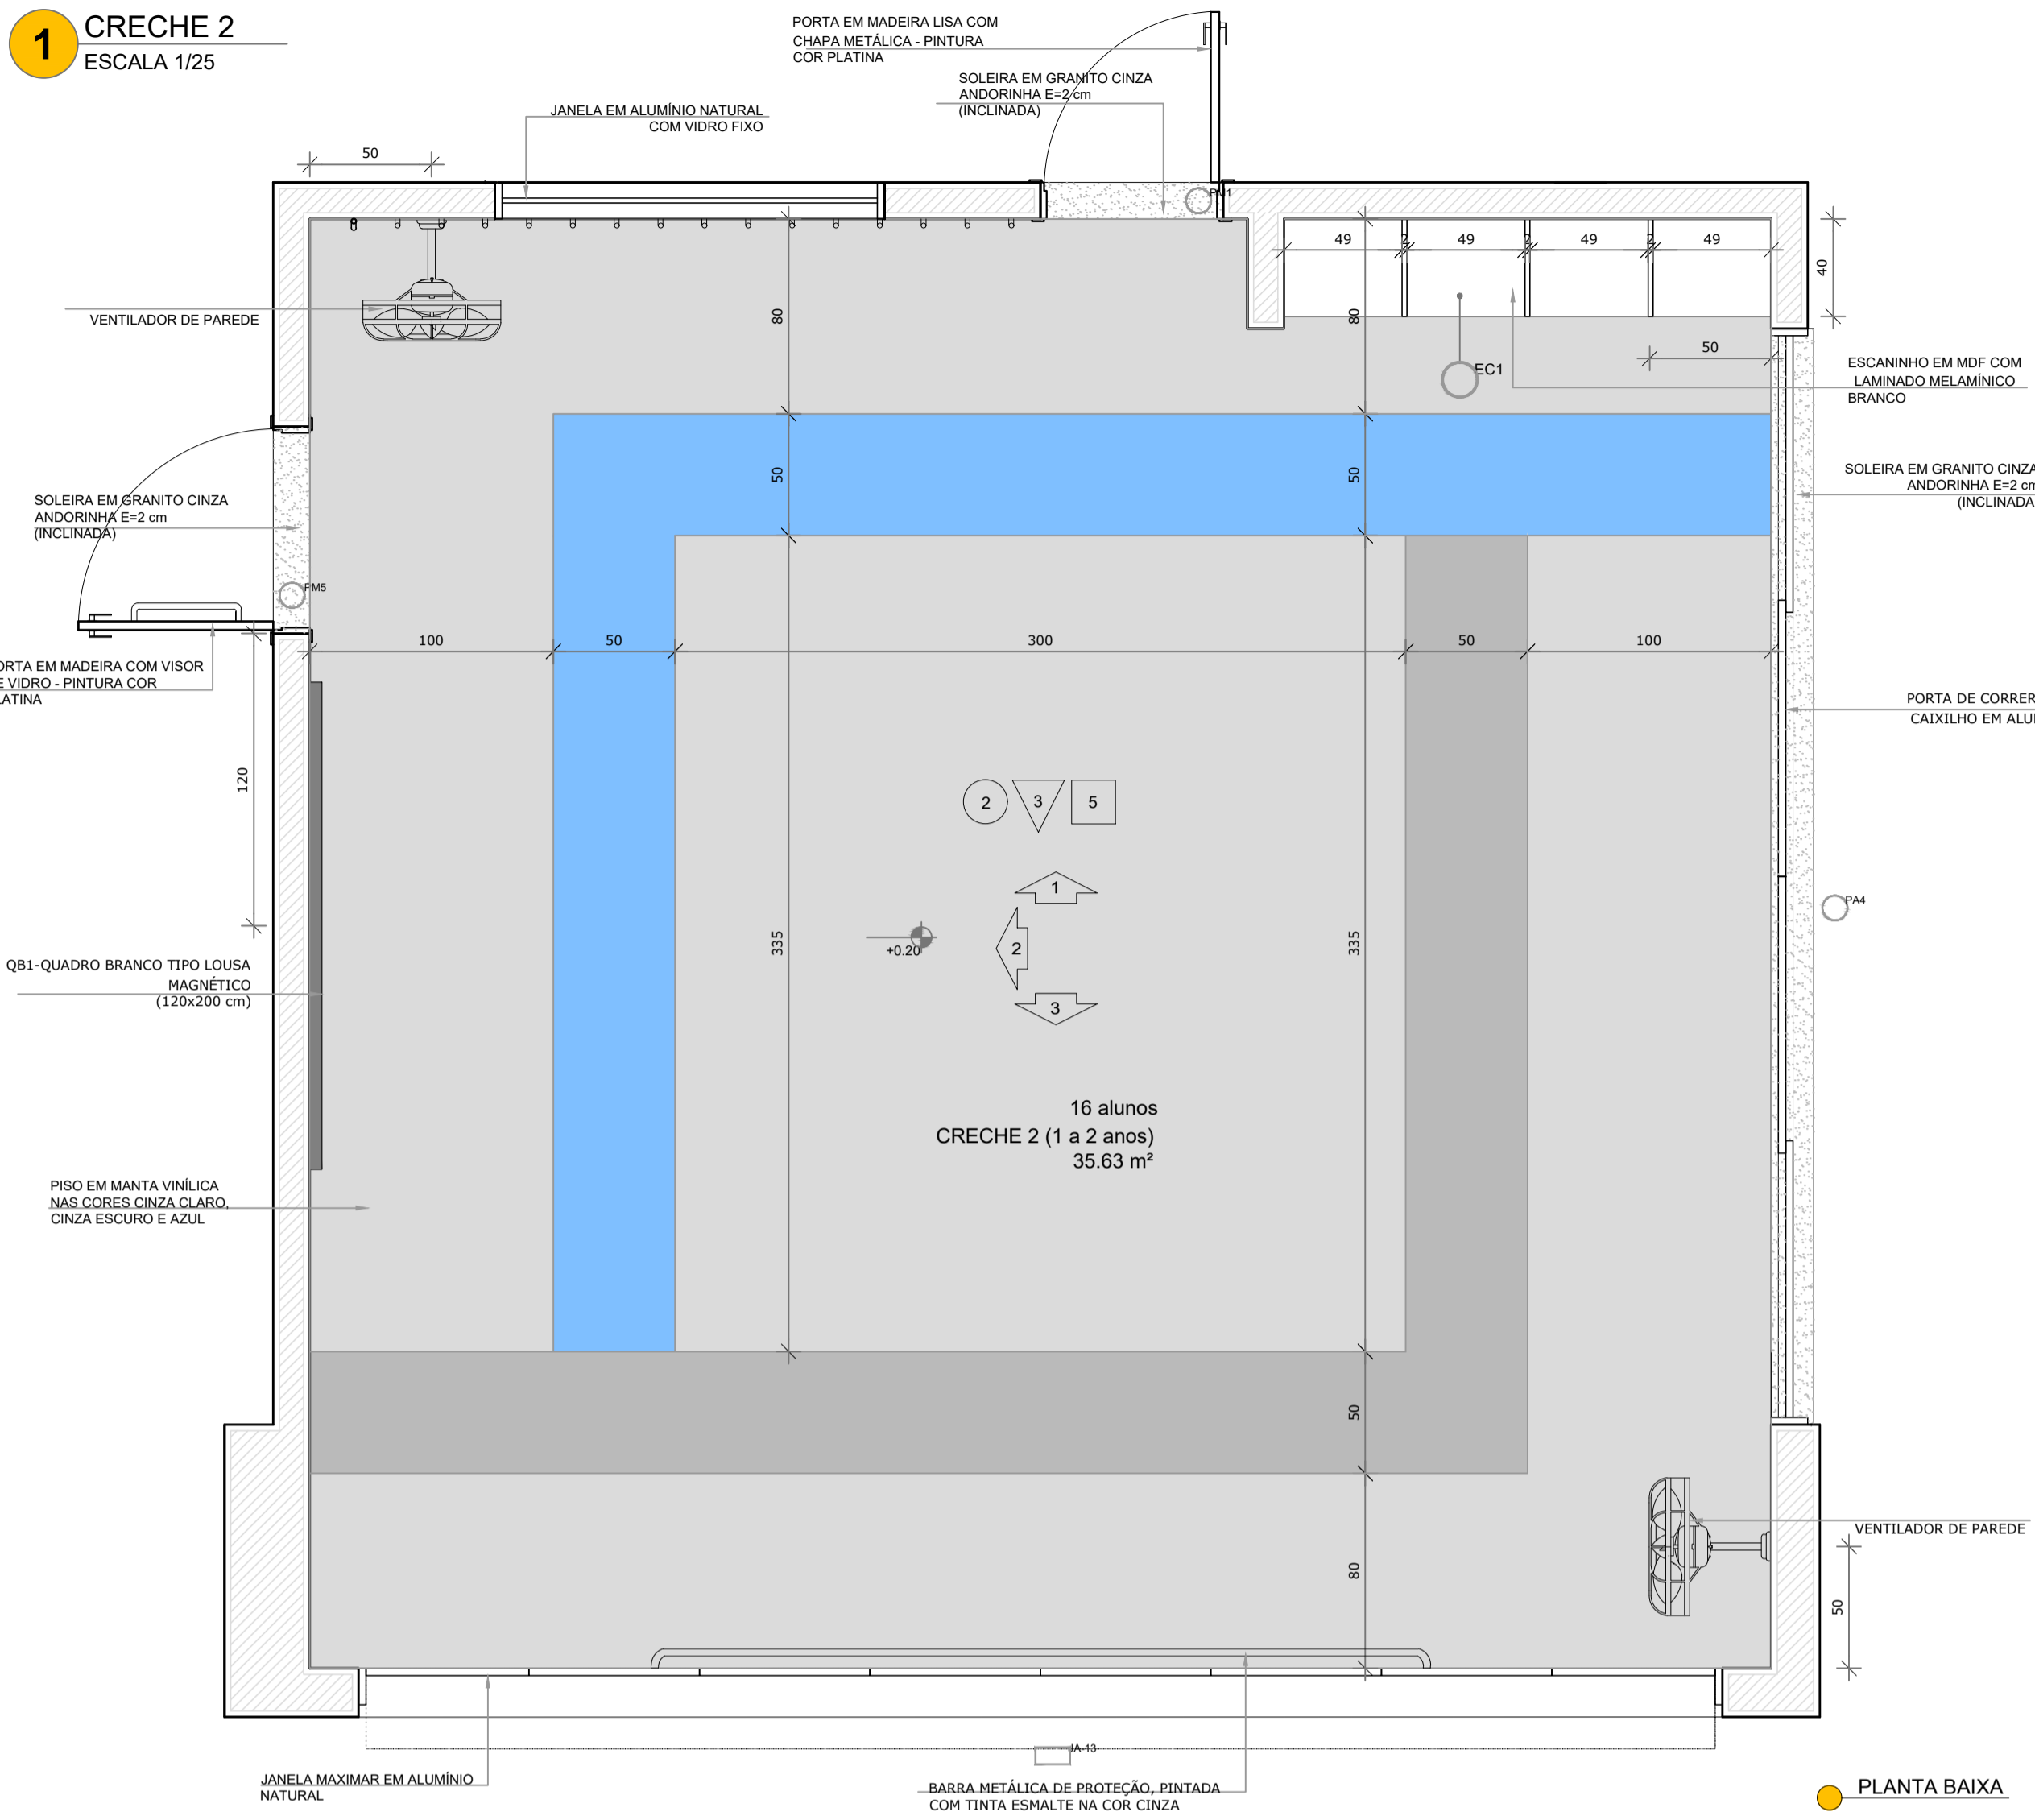 1
CRECHE 2
ESCALA 1/25
PORTA EM MADEIRA LISA COM
CHAPA METÁLICA - PINTURA
COR PLATINA
SOLEIRA EM GRANITO CINZA
ANDORINHA E=2 cm
(INCLINADA)
JANELA EM ALUMÍNIO NATURAL
COM VIDRO FIXO
50
PM1
49
2
49
2
49
2
49
40
VENTILADOR DE PAREDE
80
80
50
EC1
ESCANINHO EM MDF COM
LAMINADO MELAMÍNICO
BRANCO
50
50
SOLEIRA EM GRANITO CINZA
ANDORINHA E=2 cm
(INCLINADA)
SOLEIRA EM GRANITO CINZA
ANDORINHA E=2 cm
(INCLINADA
PM5
100
50
300
50
100
ORTA EM MADEIRA COM VISOR
E VIDRO - PINTURA COR
LATINA
PORTA DE CORRER
CAIXILHO EM ALU
120
2
3
5
1
2
3
+0.20
335
335
PA4
QB1-QUADRO BRANCO TIPO LOUSA
MAGNÉTICO
(120x200 cm)
16 alunos
CRECHE 2 (1 a 2 anos)
35.63 m²
PISO EM MANTA VINÍLICA
NAS CORES CINZA CLARO,
CINZA ESCURO E AZUL
50
80
VENTILADOR DE PAREDE
50
JA-13
JANELA MAXIMAR EM ALUMÍNIO
NATURAL
BARRA METÁLICA DE PROTEÇÃO, PINTADA
COM TINTA ESMALTE NA COR CINZA
PLANTA BAIXA